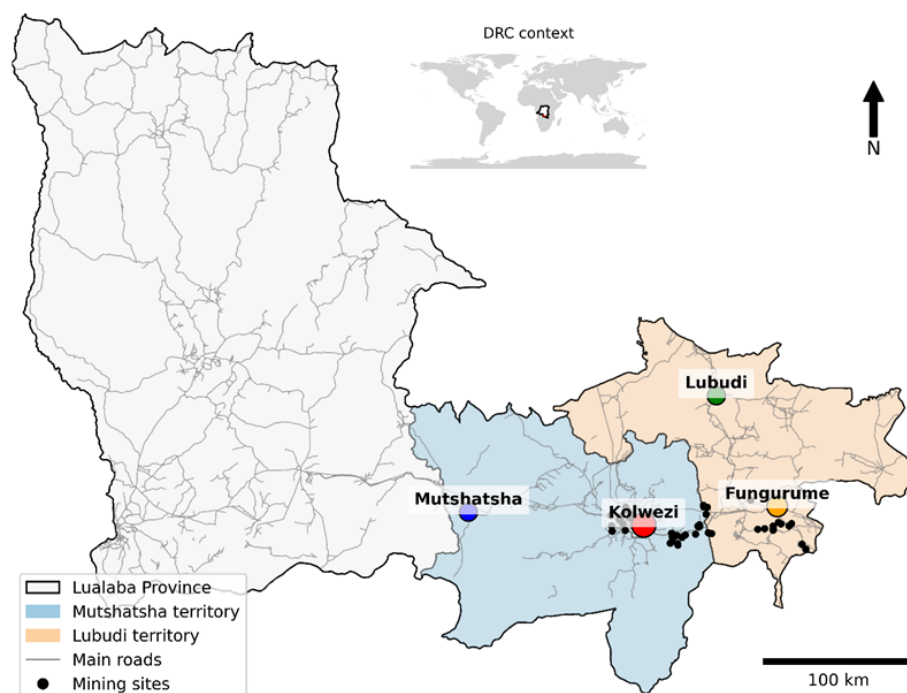 DRC context
N
Lubudi
Mutshatsha
Kolwezi
Fungurume
Lualaba Province
Mutshatsha territory
Lubudi territory
Main roads
Mining sites
100 km